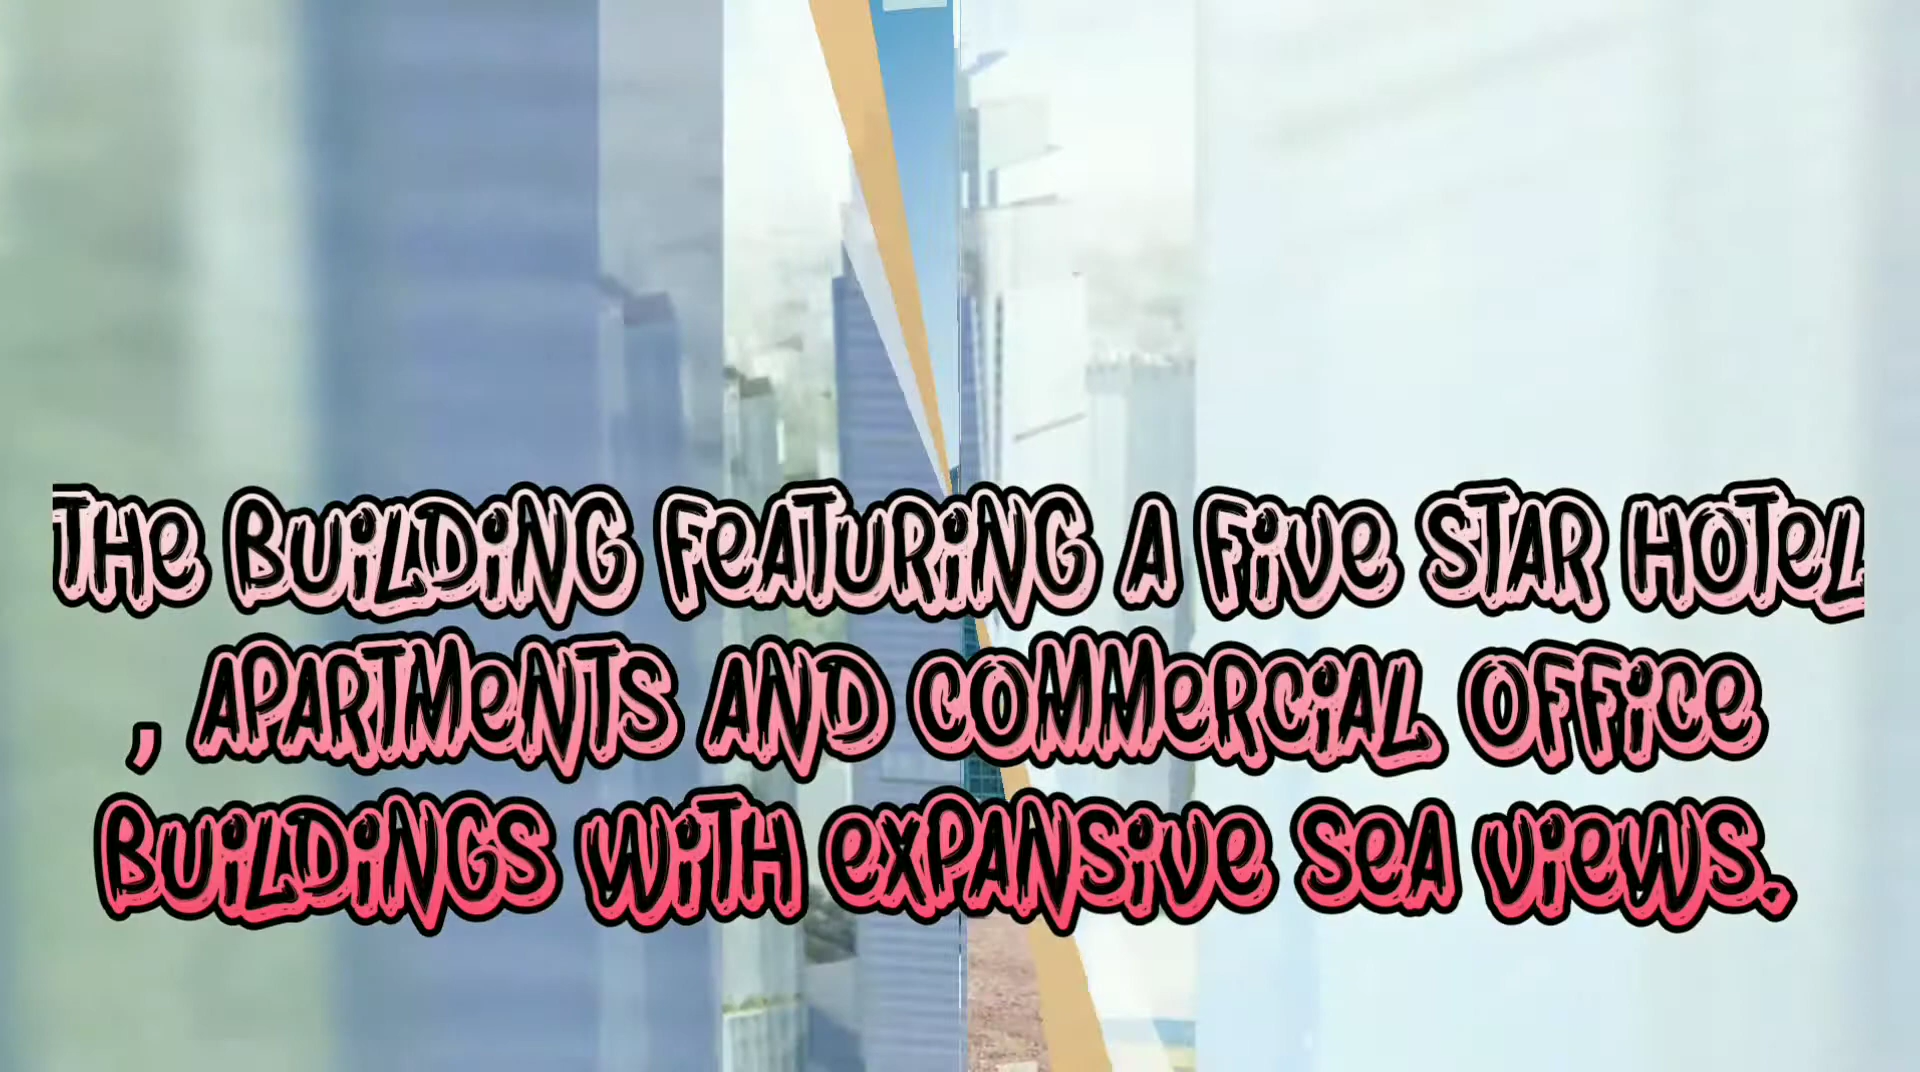 THE BUILDING FEATURING A FIVE STAR HOTEL
, APARTMENTS AND COMMERCIAL OFFICE
BUILDINGS WITH EXPANSIVE SEA VIEWS.